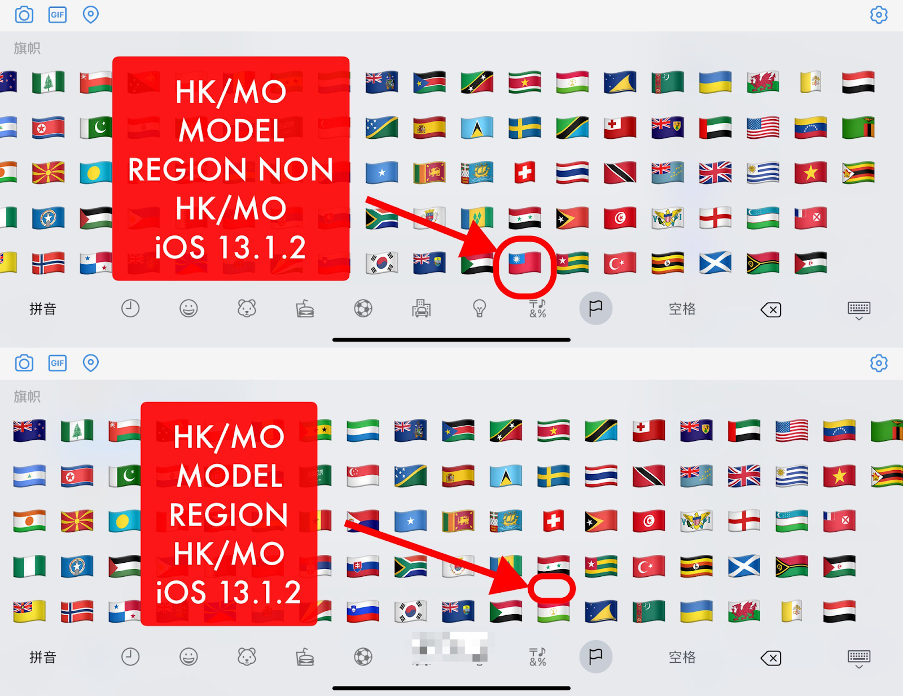 GIF
旗帜
HK/MO
MODEL
REGION NON
HK/MO
iOS 13.1.2
拼音
&%
空格
GIF
旗帜
HK/MO
MODEL
REGION
HK/MO
iOS 13.1.2
拼音
&%
空格